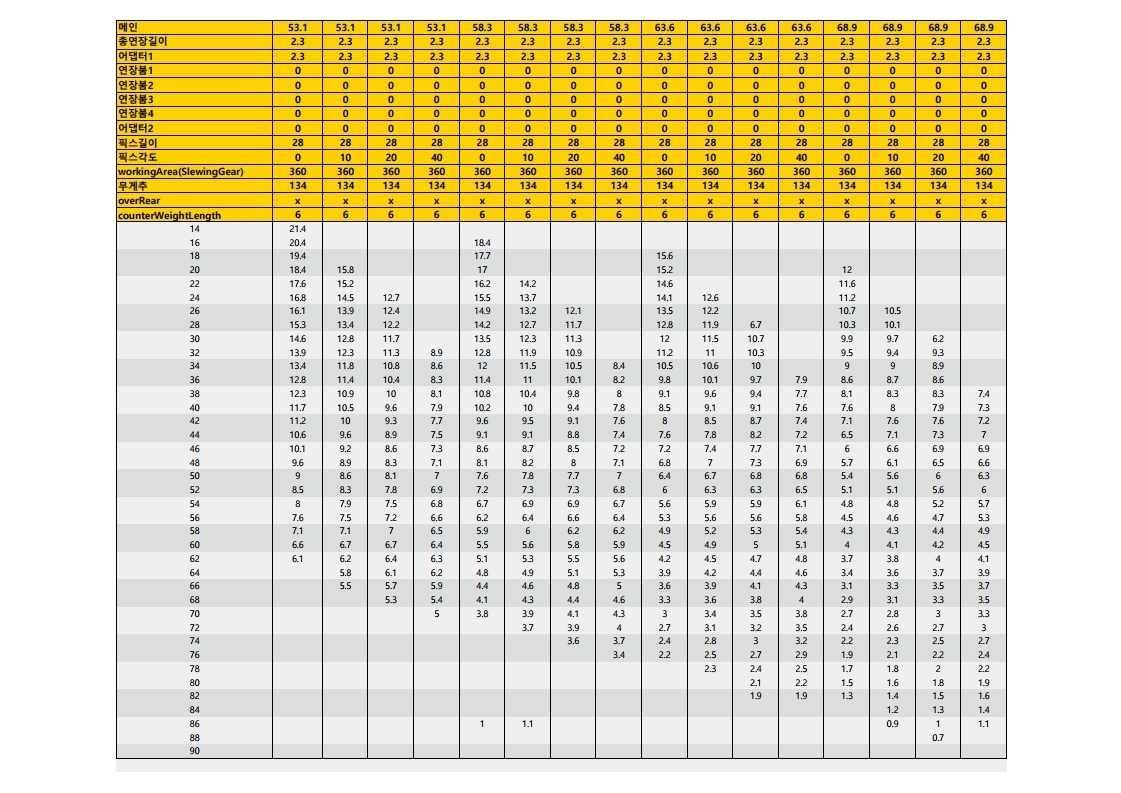 메인 53.1 53.1 53.1 53.1 58.3 58.3 58.3 58.3 63.6 63.6 63.6 63.6 68.9 68.9 68.9 68.9
총연장길이 2.3 2.3 2.3 2.3 2.3 2.3 2.3 2.3 2.3 2.3 2.3 2.3 2.3 2.3 2.3 2.3
어댑터1 2.3 2.3 2.3 2.3 2.3 2.3 2.3 2.3 2.3 2.3 2.3 2.3 2.3 2.3 2.3 2.3
연장붐1 0 0 0 0 0 0 0 0 0 0 0 0 0 0 0 0
연장붐2 0 0 0 0 0 0 0 0 0 0 0 0 0 0 0 0
연장붐3 0 0 0 0 0 0 0 0 0 0 0 0 0 0 0 0
연장붐4 0 0 0 0 0 0 0 0 0 0 0 0 0 0 0 0
어댑터2 0 0 0 0 0 0 0 0 0 0 0 0 0 0 0 0
픽스길이 28 28 28 28 28 28 28 28 28 28 28 28 28 28 28 28
픽스각도 0 10 20 40 0 10 20 40 0 10 20 40 0 10 20 40
workingArea(SlewingGear) 360 360 360 360 360 360 360 360 360 360 360 360 360 360 360 360
무게추 134 134 134 134 134 134 134 134 134 134 134 134 134 134 134 134
overRear x x x x x x x x x x x x x x x x
counterWeightLength 6 6 6 6 6 6 6 6 6 6 6 6 6 6 6 6
14 21.4
16 20.4 18.4
18 19.4 17.7 15.6
20 18.4 15.8 17 15.2 12
22 17.6 15.2 16.2 14.2 14.6 11.6
24 16.8 14.5 12.7 15.5 13.7 14.1 12.6 11.2
26 16.1 13.9 12.4 14.9 13.2 12.1 13.5 12.2 10.7 10.5
28 15.3 13.4 12.2 14.2 12.7 11.7 12.8 11.9 6.7 10.3 10.1
30 14.6 12.8 11.7 13.5 12.3 11.3 12 11.5 10.7 9.9 9.7 6.2
32 13.9 12.3 11.3 8.9 12.8 11.9 10.9 11.2 11 10.3 9.5 9.4 9.3
34 13.4 11.8 10.8 8.6 12 11.5 10.5 8.4 10.5 10.6 10 9 9 8.9
36 12.8 11.4 10.4 8.3 11.4 11 10.1 8.2 9.8 10.1 9.7 7.9 8.6 8.7 8.6
38 12.3 10.9 10 8.1 10.8 10.4 9.8 8 9.1 9.6 9.4 7.7 8.1 8.3 8.3 7.4
40 11.7 10.5 9.6 7.9 10.2 10 9.4 7.8 8.5 9.1 9.1 7.6 7.6 8 7.9 7.3
42 11.2 10 9.3 7.7 9.6 9.5 9.1 7.6 8 8.5 8.7 7.4 7.1 7.6 7.6 7.2
44 10.6 9.6 8.9 7.5 9.1 9.1 8.8 7.4 7.6 7.8 8.2 7.2 6.5 7.1 7.3 7
46 10.1 9.2 8.6 7.3 8.6 8.7 8.5 7.2 7.2 7.4 7.7 7.1 6 6.6 6.9 6.9
48 9.6 8.9 8.3 7.1 8.1 8.2 8 7.1 6.8 7 7.3 6.9 5.7 6.1 6.5 6.6
50 9 8.6 8.1 7 7.6 7.8 7.7 7 6.4 6.7 6.8 6.8 5.4 5.6 6 6.3
52 8.5 8.3 7.8 6.9 7.2 7.3 7.3 6.8 6 6.3 6.3 6.5 5.1 5.1 5.6 6
54 8 7.9 7.5 6.8 6.7 6.9 6.9 6.7 5.6 5.9 5.9 6.1 4.8 4.8 5.2 5.7
56 7.6 7.5 7.2 6.6 6.2 6.4 6.6 6.4 5.3 5.6 5.6 5.8 4.5 4.6 4.7 5.3
58 7.1 7.1 7 6.5 5.9 6 6.2 6.2 4.9 5.2 5.3 5.4 4.3 4.3 4.4 4.9
60 6.6 6.7 6.7 6.4 5.5 5.6 5.8 5.9 4.5 4.9 5 5.1 4 4.1 4.2 4.5
62 6.1 6.2 6.4 6.3 5.1 5.3 5.5 5.6 4.2 4.5 4.7 4.8 3.7 3.8 4 4.1
64 5.8 6.1 6.2 4.8 4.9 5.1 5.3 3.9 4.2 4.4 4.6 3.4 3.6 3.7 3.9
66 5.5 5.7 5.9 4.4 4.6 4.8 5 3.6 3.9 4.1 4.3 3.1 3.3 3.5 3.7
68 5.3 5.4 4.1 4.3 4.4 4.6 3.3 3.6 3.8 4 2.9 3.1 3.3 3.5
70 5 3.8 3.9 4.1 4.3 3 3.4 3.5 3.8 2.7 2.8 3 3.3
72 3.7 3.9 4 2.7 3.1 3.2 3.5 2.4 2.6 2.7 3
74 3.6 3.7 2.4 2.8 3 3.2 2.2 2.3 2.5 2.7
76 3.4 2.2 2.5 2.7 2.9 1.9 2.1 2.2 2.4
78 2.3 2.4 2.5 1.7 1.8 2 2.2
80 2.1 2.2 1.5 1.6 1.8 1.9
82 1.9 1.9 1.3 1.4 1.5 1.6
84 1.2 1.3 1.4
86 1 1.1 0.9 1 1.1
88 0.7
90